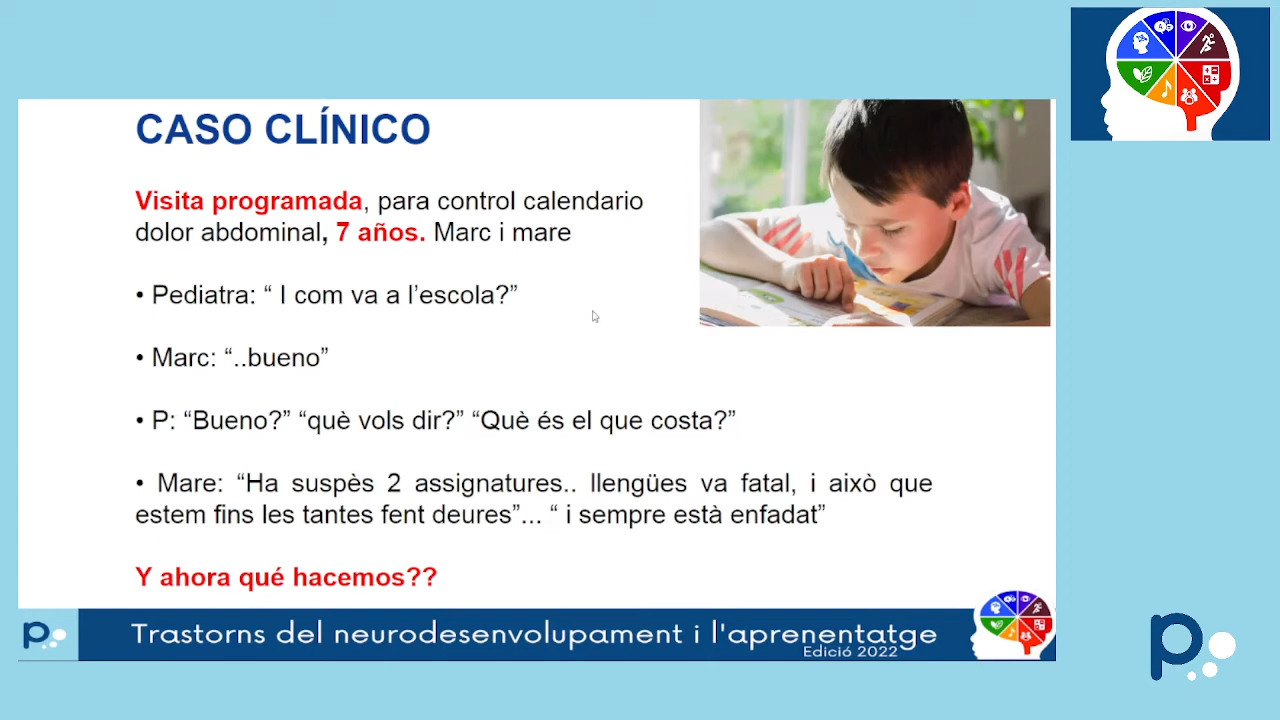 CASO CLÍNICO
Visita programada, para control calendario
dolor abdominal, 7 años. Marc i mare
• Pediatra: “ I com va a l’escola?”
• Marc: “..bueno”
• P: “Bueno?” “què vols dir?” “Què és el que costa?”
• Mare: “Ha suspès 2 assignatures.. llengües va fatal, i això que
estem fins les tantes fent deures”... “ i sempre està enfadat”
Y ahora qué hacemos??
p
Trastorns del neurodesenvolupament i l'aprenentatge
Edició 2022
p